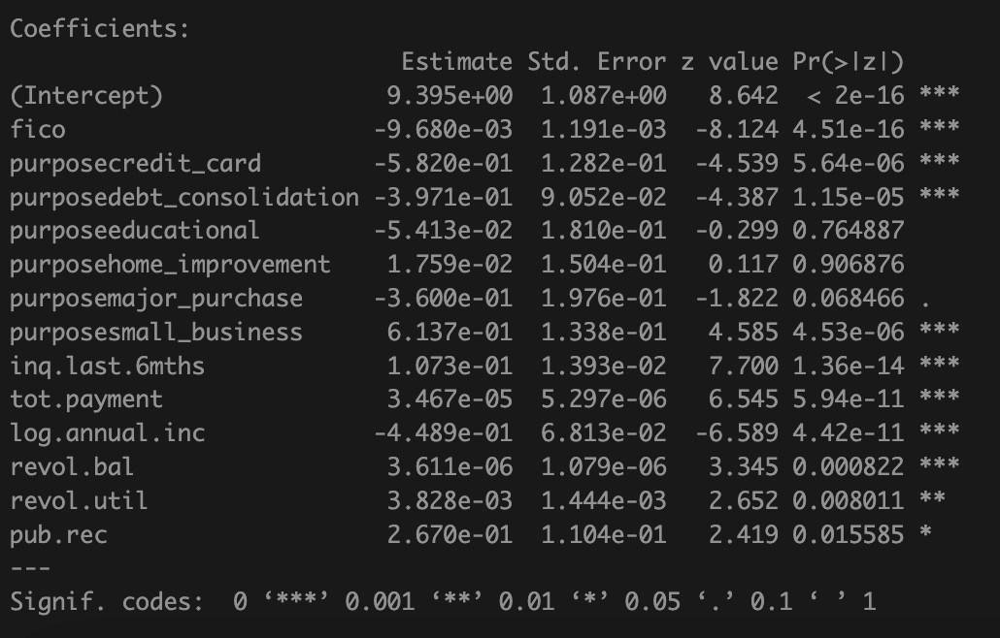 Coefficients:
                         Estimate Std. Error z value Pr(>|z|)
(Intercept)                9.395e+00  1.087e+00   8.642  < 2e-16 ***
fico                      -9.680e-03  1.191e-03  -8.124 4.51e-16 ***
purposecredit_card        -5.820e-01  1.282e-01  -4.539 5.64e-06 ***
purposedebt_consolidation -3.971e-01  9.052e-02  -4.387 1.15e-05 ***
purposeeducational        -5.413e-02  1.810e-01  -0.299 0.764887
purposehome_improvement    1.759e-02  1.504e-01   0.117 0.906876
purposemajor_purchase     -3.600e-01  1.976e-01  -1.822 0.068466 .
purposesmall_business      6.137e-01  1.338e-01   4.585 4.53e-06 ***
inq.last.6mths             1.073e-01  1.393e-02   7.700 1.36e-14 ***
tot.payment                3.467e-05  5.297e-06   6.545 5.94e-11 ***
log.annual.inc            -4.489e-01  6.813e-02  -6.589 4.42e-11 ***
revol.bal                  3.611e-06  1.079e-06   3.345 0.000822 ***
revol.util                 3.828e-03  1.444e-03   2.652 0.008011 **
pub.rec                    2.670e-01  1.104e-01   2.419 0.015585 *
---
Signif. codes:  0 ‘***’ 0.001 ‘**’ 0.01 ‘*’ 0.05 ‘.’ 0.1 ‘ ’ 1